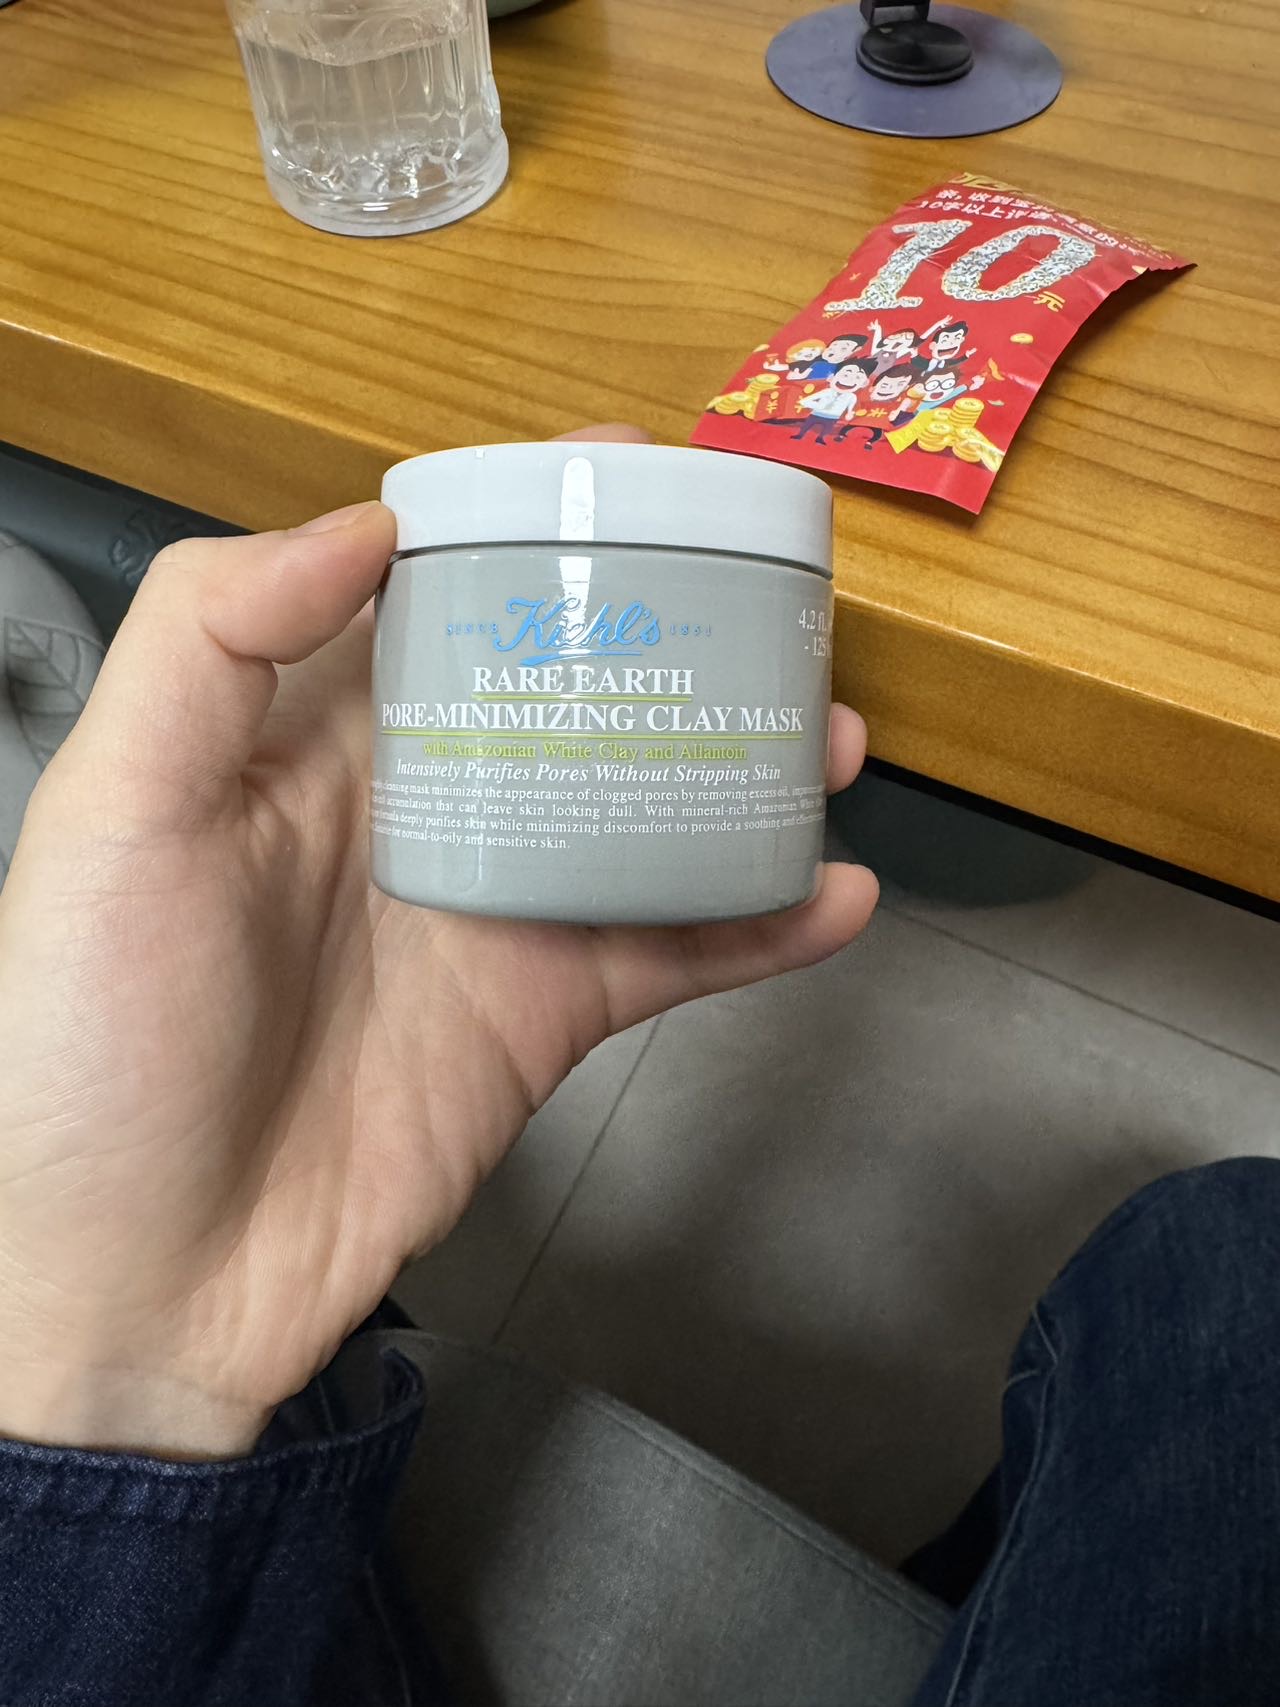 10
元
SINCE Kiehl's 1851
4.2 fl.
RARE EARTH
PORE-MINIMIZING CLAY MASK
with Amazonian White Clay and Allantoin
Intensively Purifies Pores Without Stripping Skin
cleansing mask minimizes the appearance of clogged pores by removing excess oil,
accumulation that can leave skin looking dull. With mineral-rich Amazonian White
formula deeply purifies skin while minimizing discomfort to provide a soothing and
for normal-to-oily and sensitive skin.